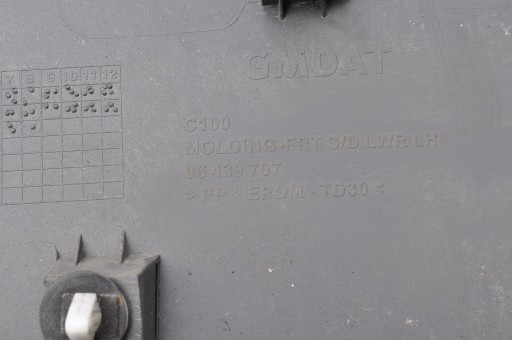 GMDAT
7 8 9 10 11 12
C100
MOLDING-FRT S/D LWR LH
96 439 707
> PP + EPDM - TD30 <